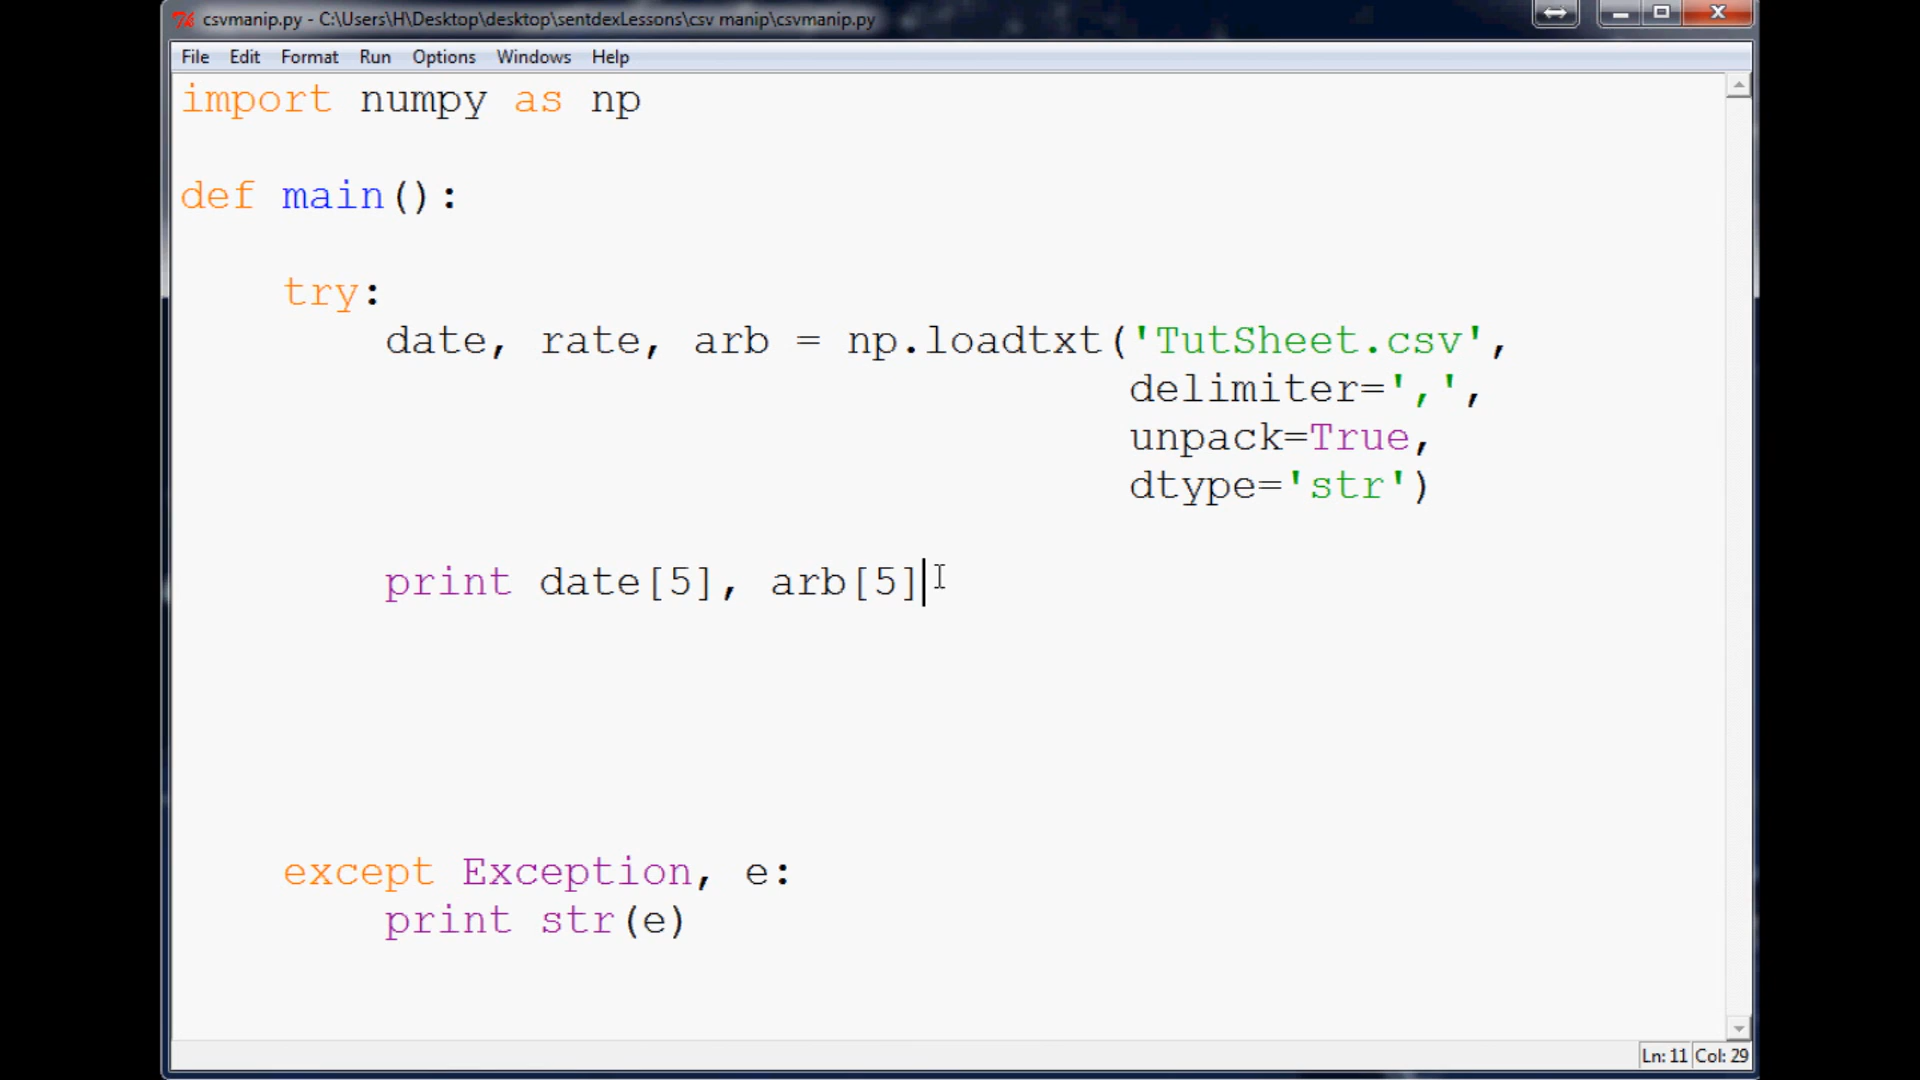 csvmanip.py - C:\Users\H\Desktop\desktop\sentdexLessons\csv manip\csvmanip.py
File Edit Format Run Options Windows Help
import numpy as np
def main():
try:
date, rate, arb = np.loadtxt('TutSheet.csv',
delimiter=',',
unpack=True,
dtype='str')
print date[5], arb[5]
except Exception, e:
print str(e)
Ln: 11 Col: 29